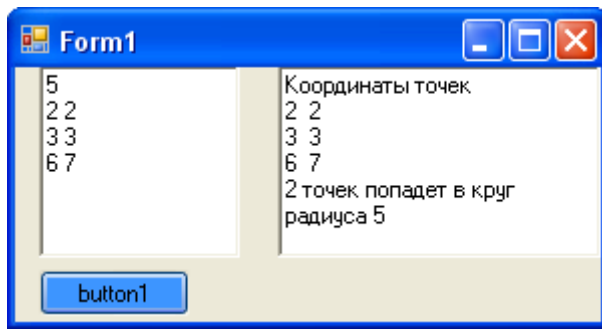 Form1
5
2 2
3 3
6 7
Координаты точек
2 2
3 3
6 7
2 точек попадет в круг
радиуса 5
button1